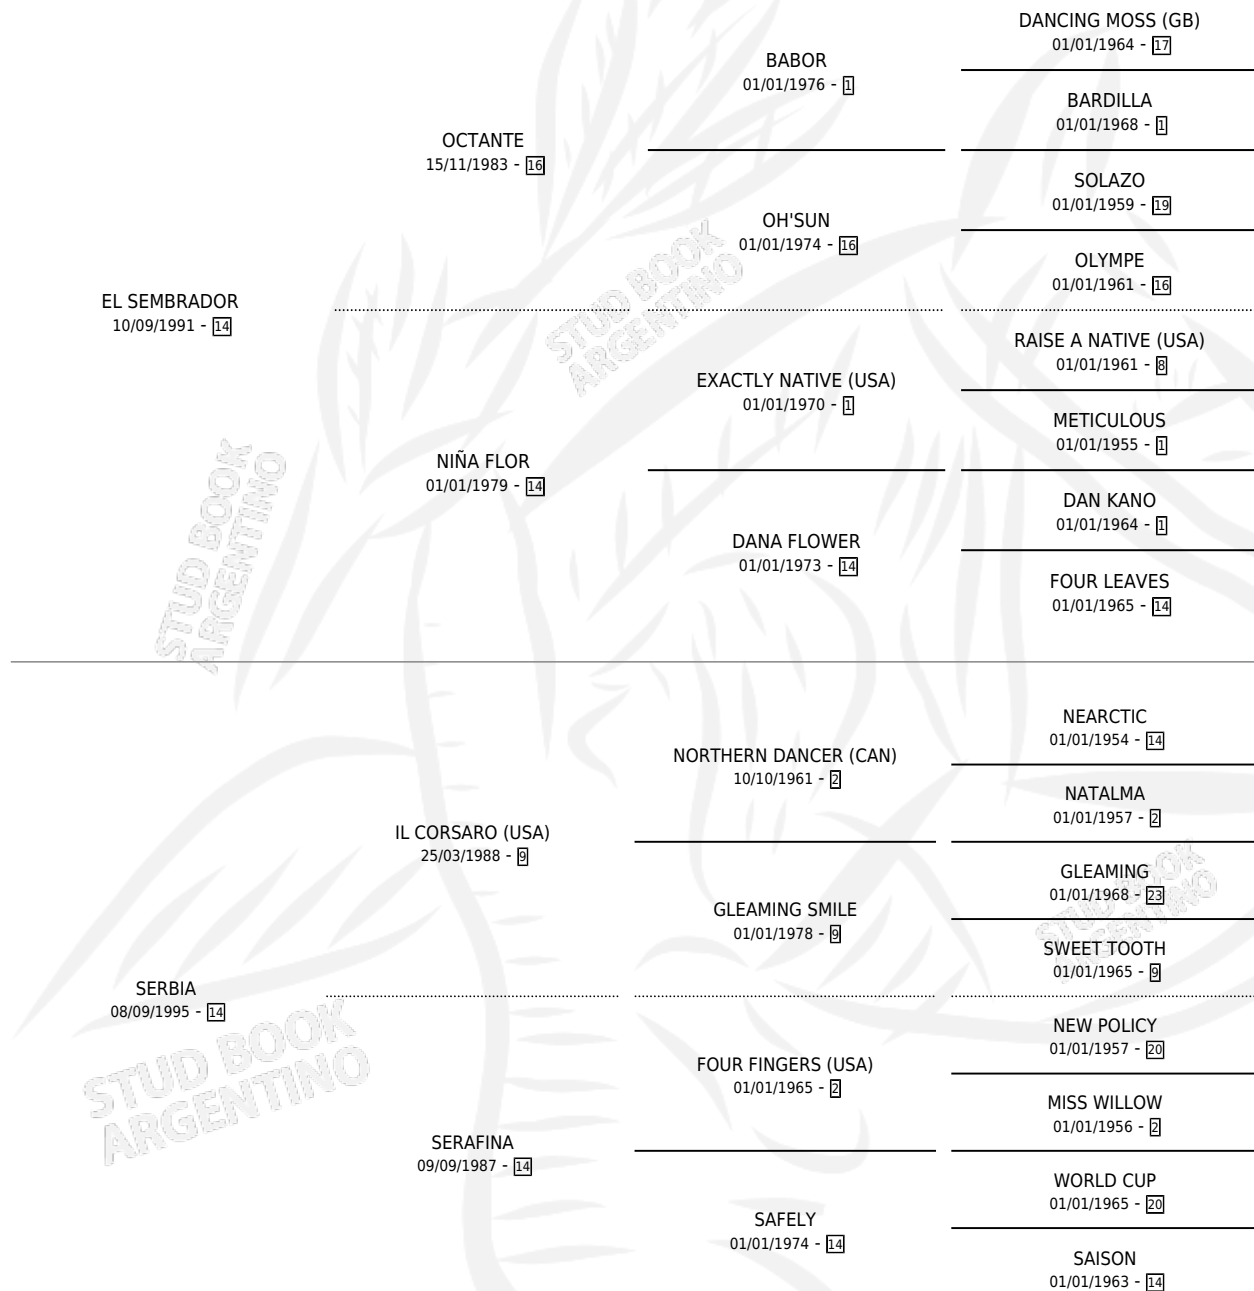 DANCING MOSS (GB)
01/01/1964 - 17
BABOR
01/01/1976 - 1
BARDILLA
01/01/1968 - 1
OCTANTE
15/11/1983 - 16
SOLAZO
01/01/1959 - 19
OH'SUN
01/01/1974 - 16
OLYMPE
01/01/1961 - 16
EL SEMBRADOR
10/09/1991 - 14
STUD BOOK
ARGENTINO
RAISE A NATIVE (USA)
01/01/1961 - 8
EXACTLY NATIVE (USA)
01/01/1970 - 1
METICULOUS
01/01/1955 - 1
NIÑA FLOR
01/01/1979 - 14
DAN KANO
01/01/1964 - 1
DANA FLOWER
01/01/1973 - 14
FOUR LEAVES
01/01/1965 - 14
STUD BOOK
ARGENTINO
NEARCTIC
01/01/1954 - 14
NORTHERN DANCER (CAN)
10/10/1961 - 2
NATALMA
01/01/1957 - 2
IL CORSARO (USA)
25/03/1988 - 9
GLEAMING
01/01/1968 - 23
GLEAMING SMILE
01/01/1978 - 9
SWEET TOOTH
01/01/1965 - 9
STUD BOOK
ARGENTINO
SERBIA
08/09/1995 - 14
NEW POLICY
01/01/1957 - 20
FOUR FINGERS (USA)
01/01/1965 - 2
MISS WILLOW
01/01/1956 - 2
STUD BOOK
ARGENTINO
SERAFINA
09/09/1987 - 14
WORLD CUP
01/01/1965 - 20
SAFELY
01/01/1974 - 14
SAISON
01/01/1963 - 14